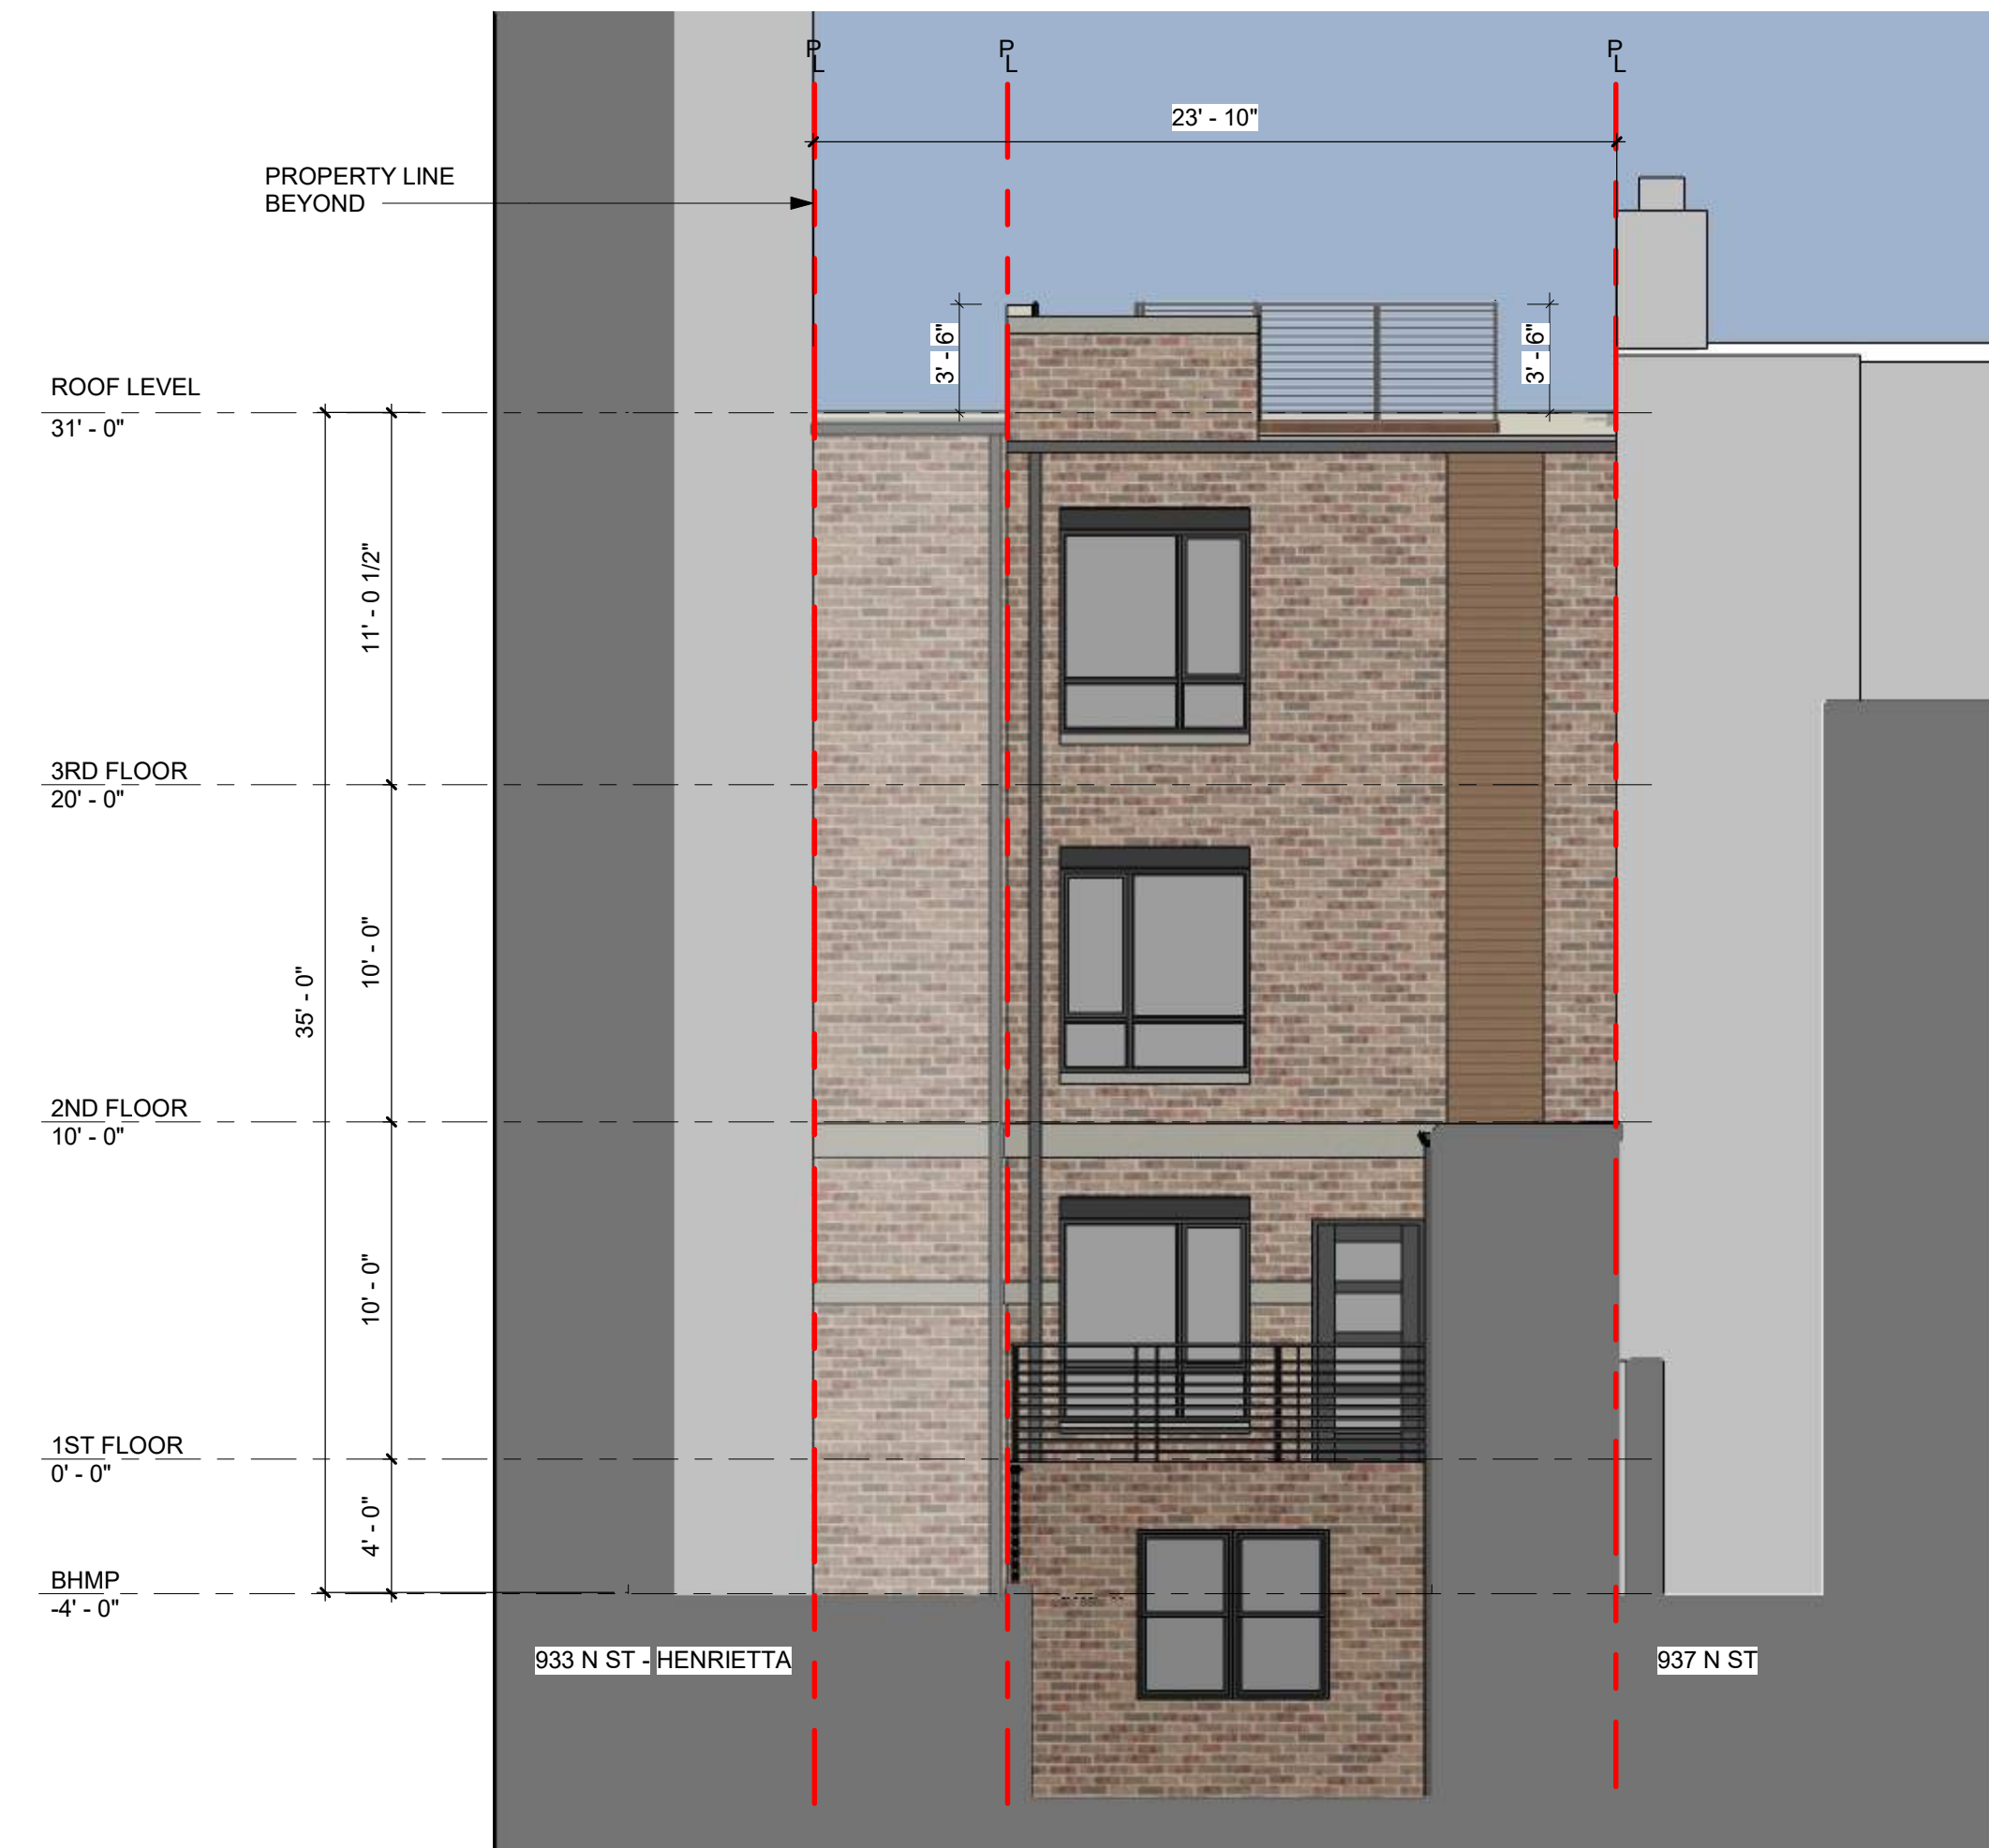 P
L
P
L
P
L
23' - 10"
PROPERTY LINE
BEYOND
3' - 6"
3' - 6"
ROOF LEVEL
31' - 0"
11' - 0 1/2"
3RD FLOOR
20' - 0"
10' - 0"
35' - 0"
2ND FLOOR
10' - 0"
10' - 0"
1ST FLOOR
0' - 0"
4' - 0"
BHMP
-4' - 0"
933 N ST - HENRIETTA
937 N ST